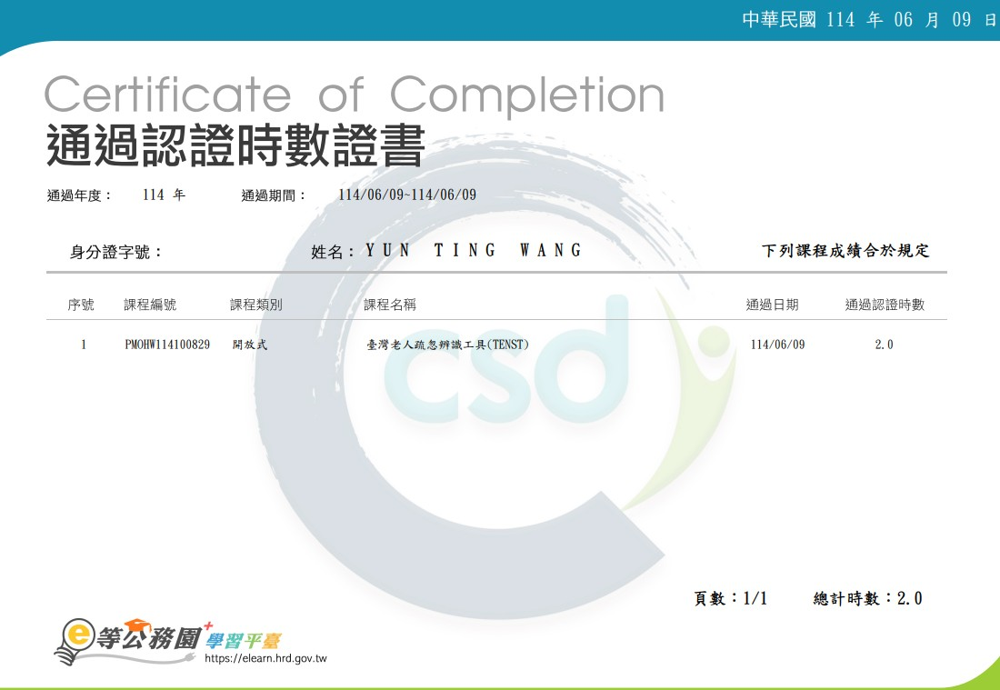 中華民國 114 年 06 月 09 日
Certificate of Completion
通過認證時數證書
通過年度： 114 年 通過期間： 114/06/09~114/06/09
身分證字號： 姓名： YUN TING WANG 下列課程成績合於規定
序號 課程編號 課程類別 課程名稱 通過日期 通過認證時數
1 PMOHW114100829 開放式 臺灣老人疏忽辨識工具(TENST) 114/06/09 2.0
csd
頁數：1/1 總計時數：2.0
e等公務園+學習平臺
https://elearn.hrd.gov.tw